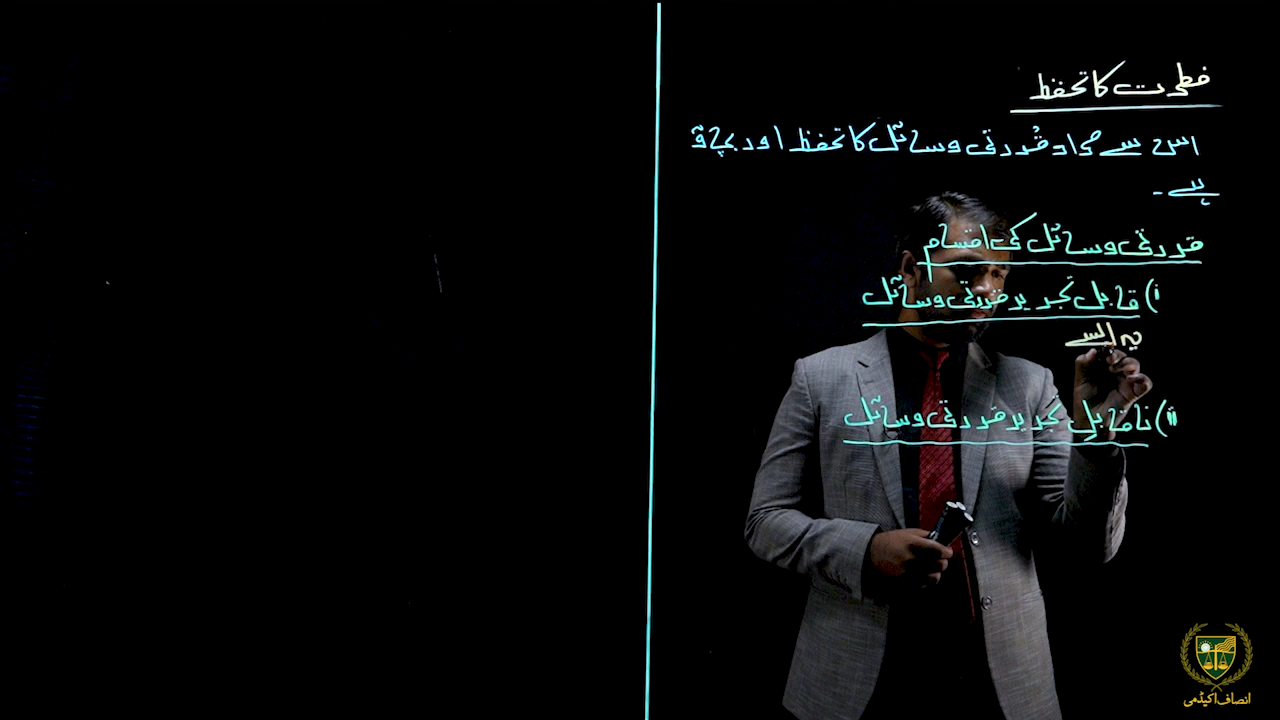 فطرت کا تحفظ
اس سے مراد قدرتی وسائل کا تحفظ اور بچاؤ
ہے ۔
قدرتی وسائل کی اقسام
i) قابل تجدید قدرتی وسائل
یہ ایسے
ii) ناقابلِ تجدید قدرتی وسائل
انصاف اکیڈمی